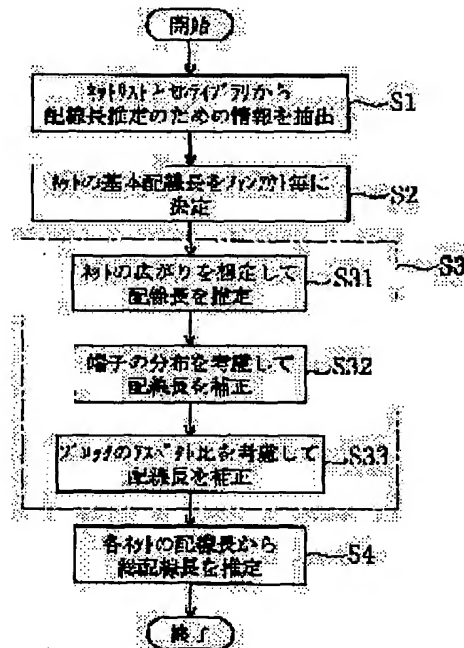 開始
ネットリストとセルライブラリから
配線長推定のための情報を抽出
S1
ネットの基本配線長をファンアウト毎に
S2
S3
ネットの広がりを想定して
配線長を推定
S31
端子の分布を考慮して
配線長を補正
S32
ブロックのアスペクト比を考慮して
配線長を補正
S33
各ネットの配線長から
総配線長を推定
S4
終了